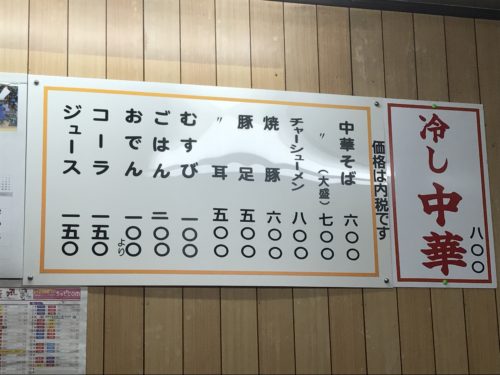 冷し中華
八〇〇
価格は内税です
中華そば 六〇〇
〃（大盛） 七〇〇
チャーシューメン 八〇〇
焼豚 六〇〇
豚足 五〇〇
〃耳 五〇〇
むすび 一〇〇
ごはん 二〇〇
おでん 一〇〇より
コーラ 一五〇
ジュース 一五〇